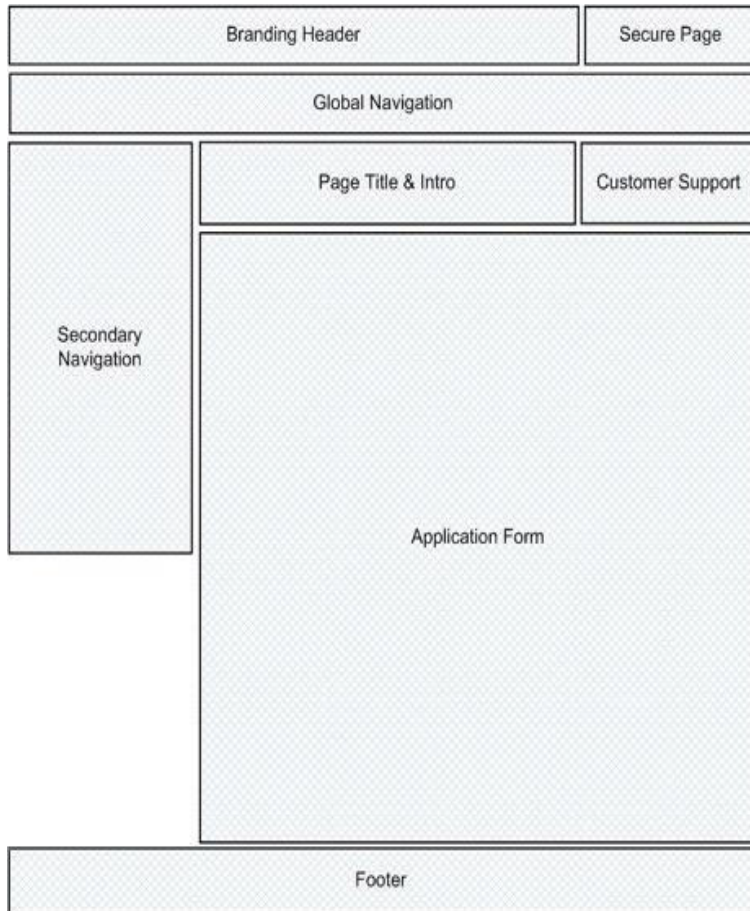 Branding Header
Secure Page
Global Navigation
Page Title & Intro
Customer Support
Secondary
Navigation
Application Form
Footer